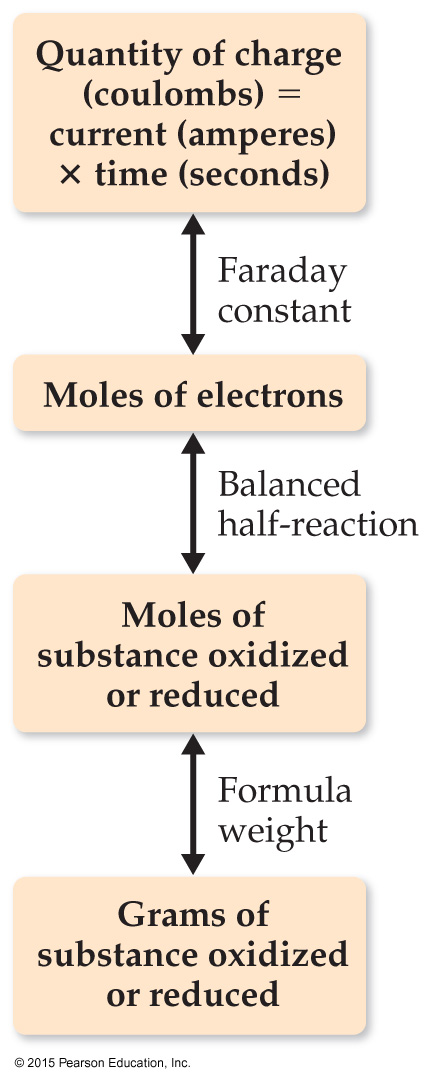 Quantity of charge
(coulombs) =
current (amperes)
× time (seconds)
Faraday
constant
Moles of electrons
Balanced
half-reaction
Moles of
substance oxidized
or reduced
Formula
weight
Grams of
substance oxidized
or reduced
© 2015 Pearson Education, Inc.